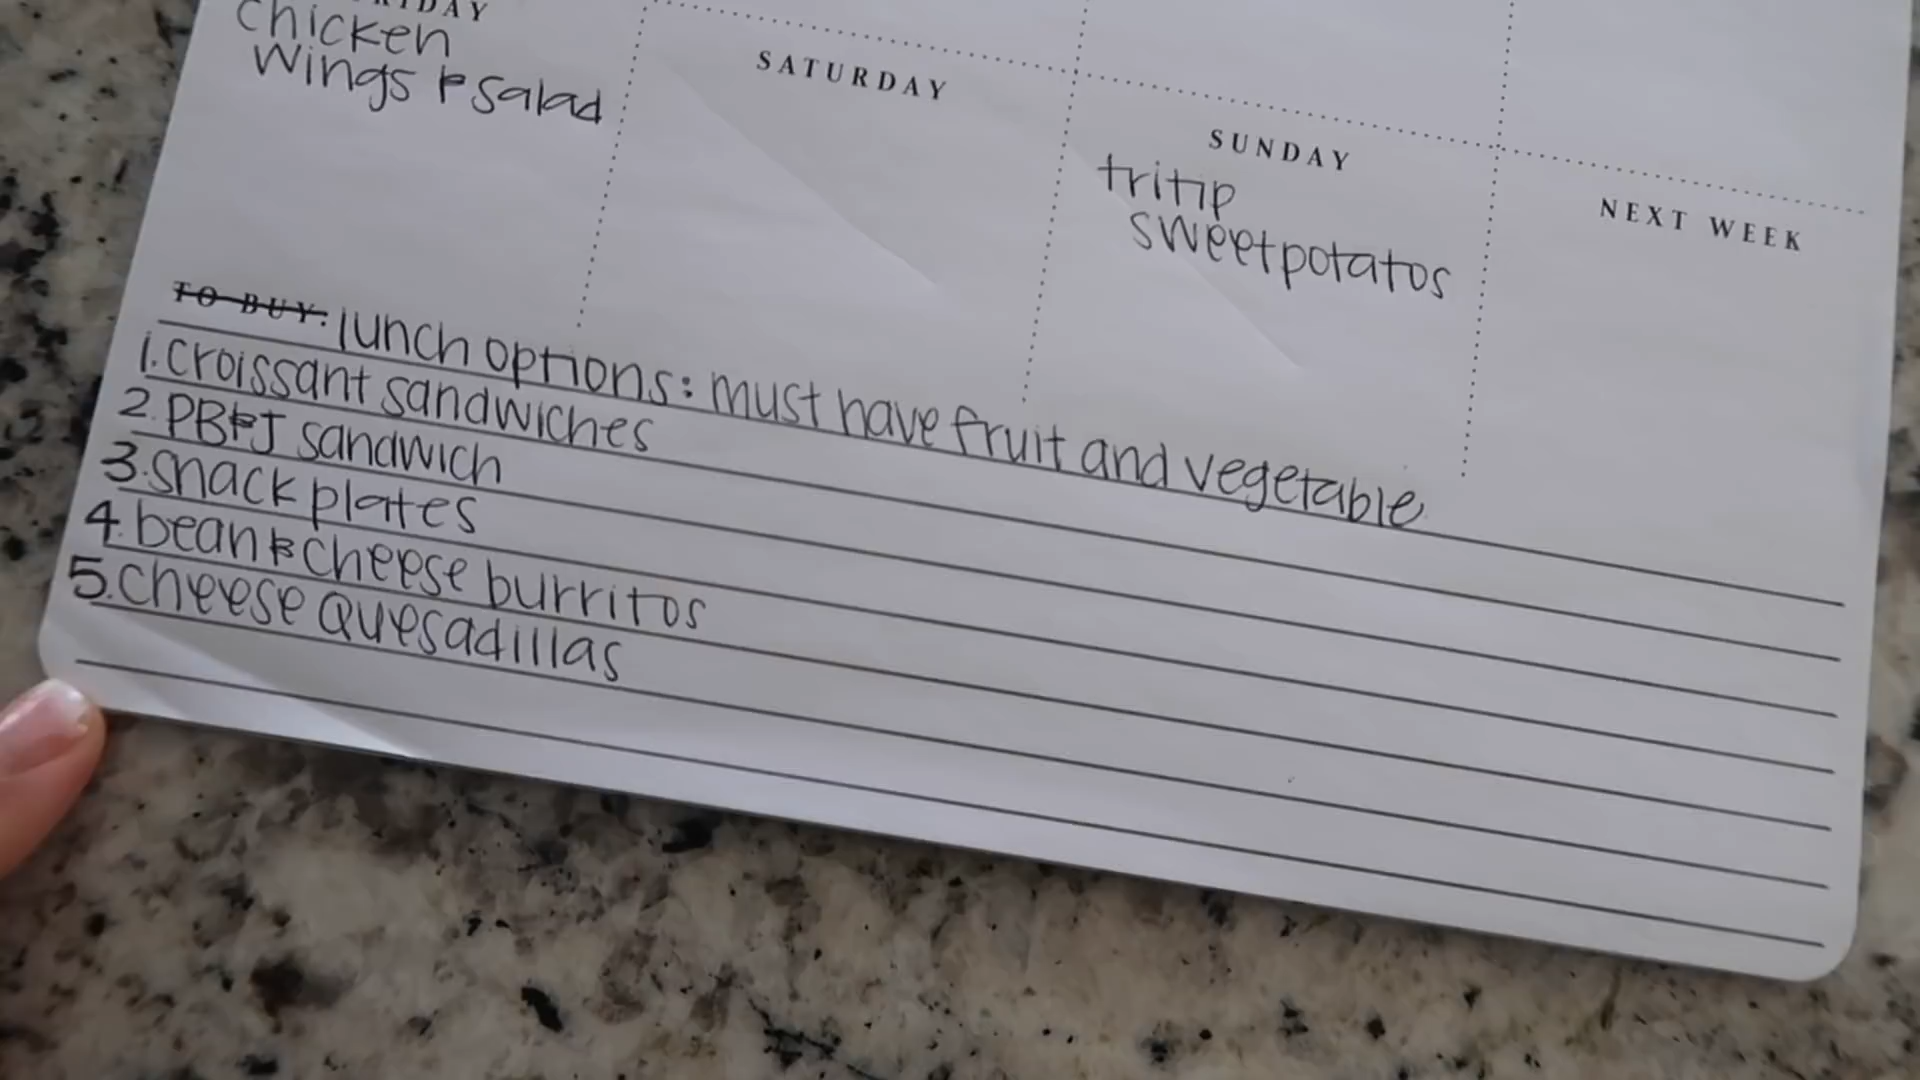 FRIDAY
chicken
wings & salad
SATURDAY
SUNDAY
tritip
sweetpotatos
NEXT WEEK
TO BUY: lunch options: must have fruit and vegetable
1. croissant sandwiches
2. PB&J sandwich
3. snack plates
4. bean & cheese burritos
5. cheese quesadillas